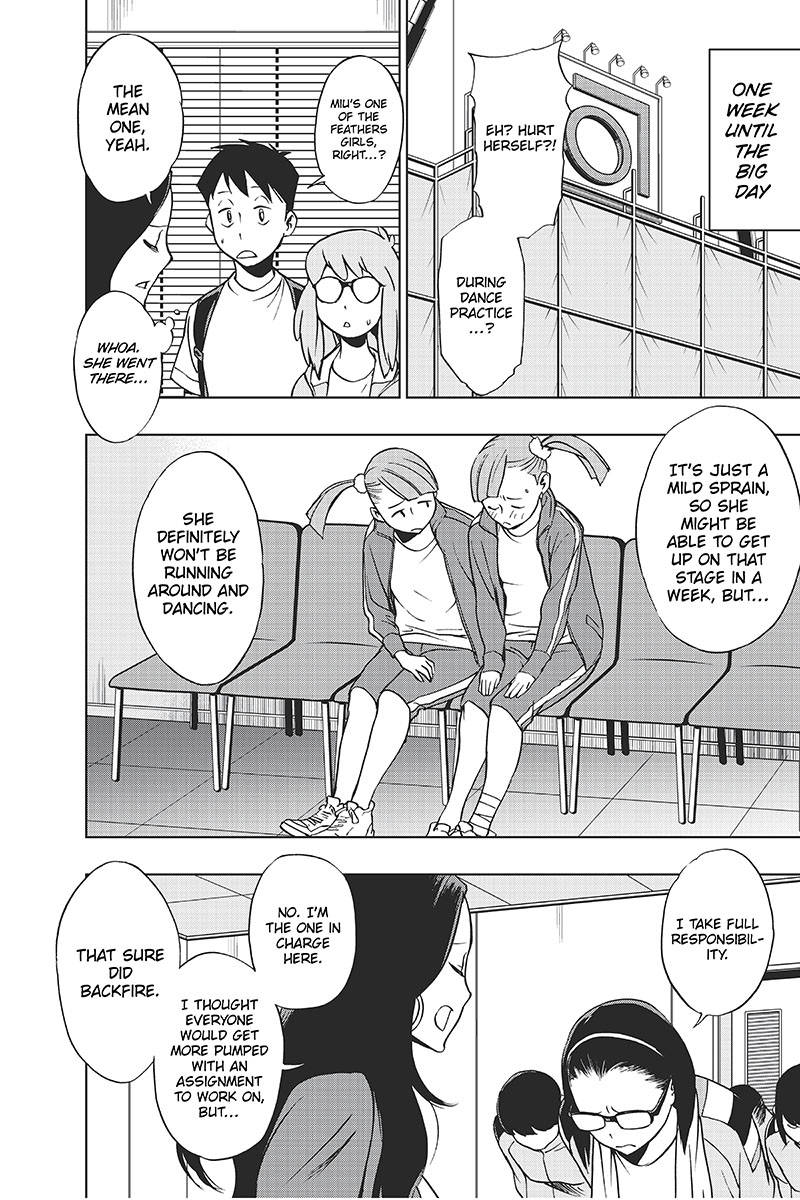 ONE
WEEK
UNTIL
THE
BIG
DAY
EH? HURT
HERSELF?!
DURING
DANCE
PRACTICE
...?
MIU'S ONE
OF THE
FEATHERS
GIRLS,
RIGHT...?
THE
MEAN
ONE,
YEAH.
WHOA.
SHE WENT
THERE...
IT'S JUST A
MILD SPRAIN,
SO SHE
MIGHT BE
ABLE TO GET
UP ON THAT
STAGE IN A
WEEK, BUT...
SHE
DEFINITELY
WON'T BE
RUNNING
AROUND AND
DANCING.
I TAKE FULL
RESPONSIBIL-
ITY.
NO. I'M
THE ONE IN
CHARGE
HERE.
I THOUGHT
EVERYONE
WOULD GET
MORE PUMPED
WITH AN
ASSIGNMENT
TO WORK ON,
BUT...
THAT SURE
DID
BACKFIRE.